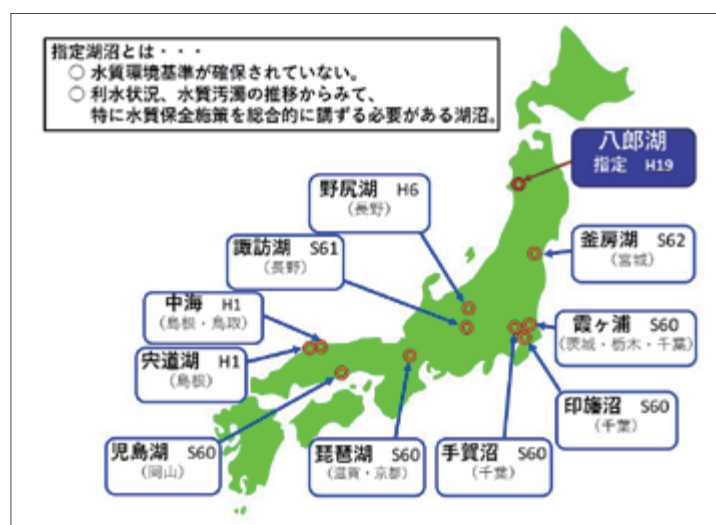 指定湖沼とは・・・
○ 水質環境基準が確保されていない。
○ 利水状況、水質汚濁の推移からみて、
特に水質保全施策を総合的に講ずる必要がある湖沼。
八郎湖
指定 H19
野尻湖 H6
（長野）
諏訪湖 S61
（長野）
釜房湖 S62
（宮城）
中海 H1
（島根・鳥取）
霞ヶ浦 S60
（茨城・栃木・千葉）
宍道湖 H1
（島根）
印旛沼 S60
（千葉）
児島湖 S60
（岡山）
琵琶湖 S60
（滋賀・京都）
手賀沼 S60
（千葉）